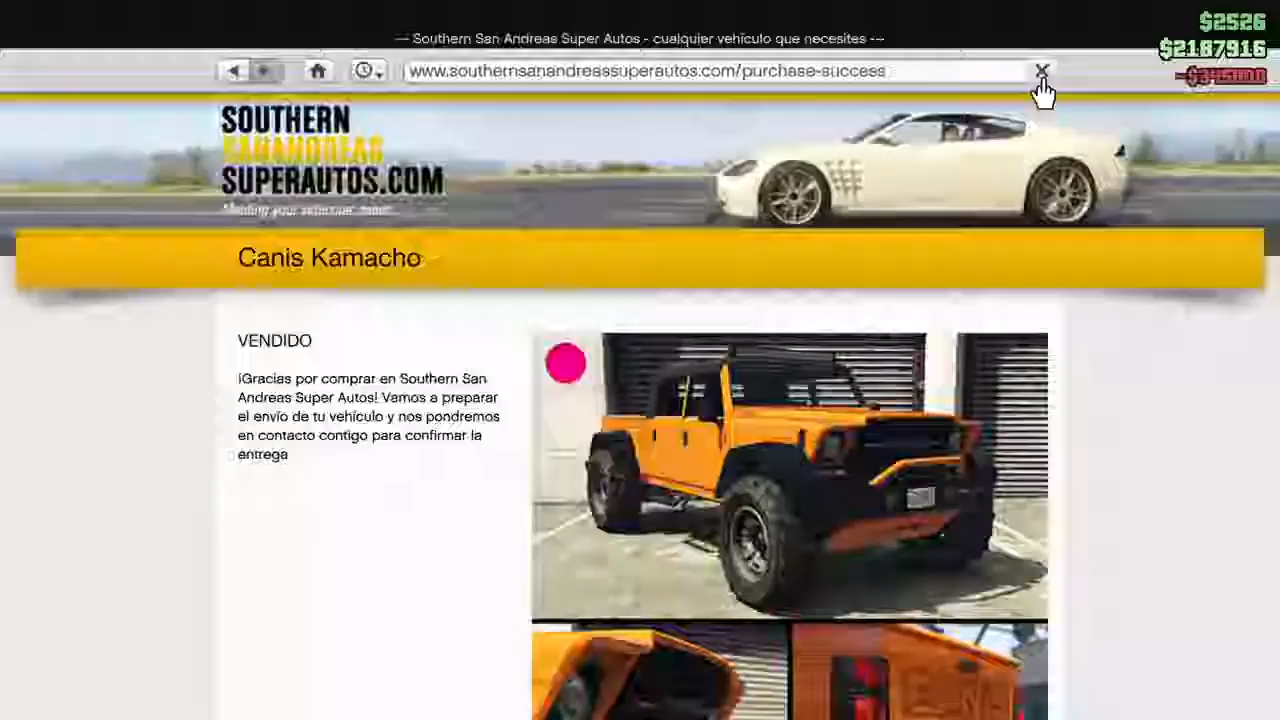 — Southern San Andreas Super Autos - cualquier vehículo que necesites —
$2526
$2187916
-$345000
www.southernsanandreassuperautos.com/purchase-success
SOUTHERN
SANANDREAS
SUPERAUTOS.COM
Canis Kamacho
VENDIDO
¡Gracias por comprar en Southern San
Andreas Super Autos! Vamos a preparar
el envío de tu vehículo y nos pondremos
en contacto contigo para confirmar la
entrega